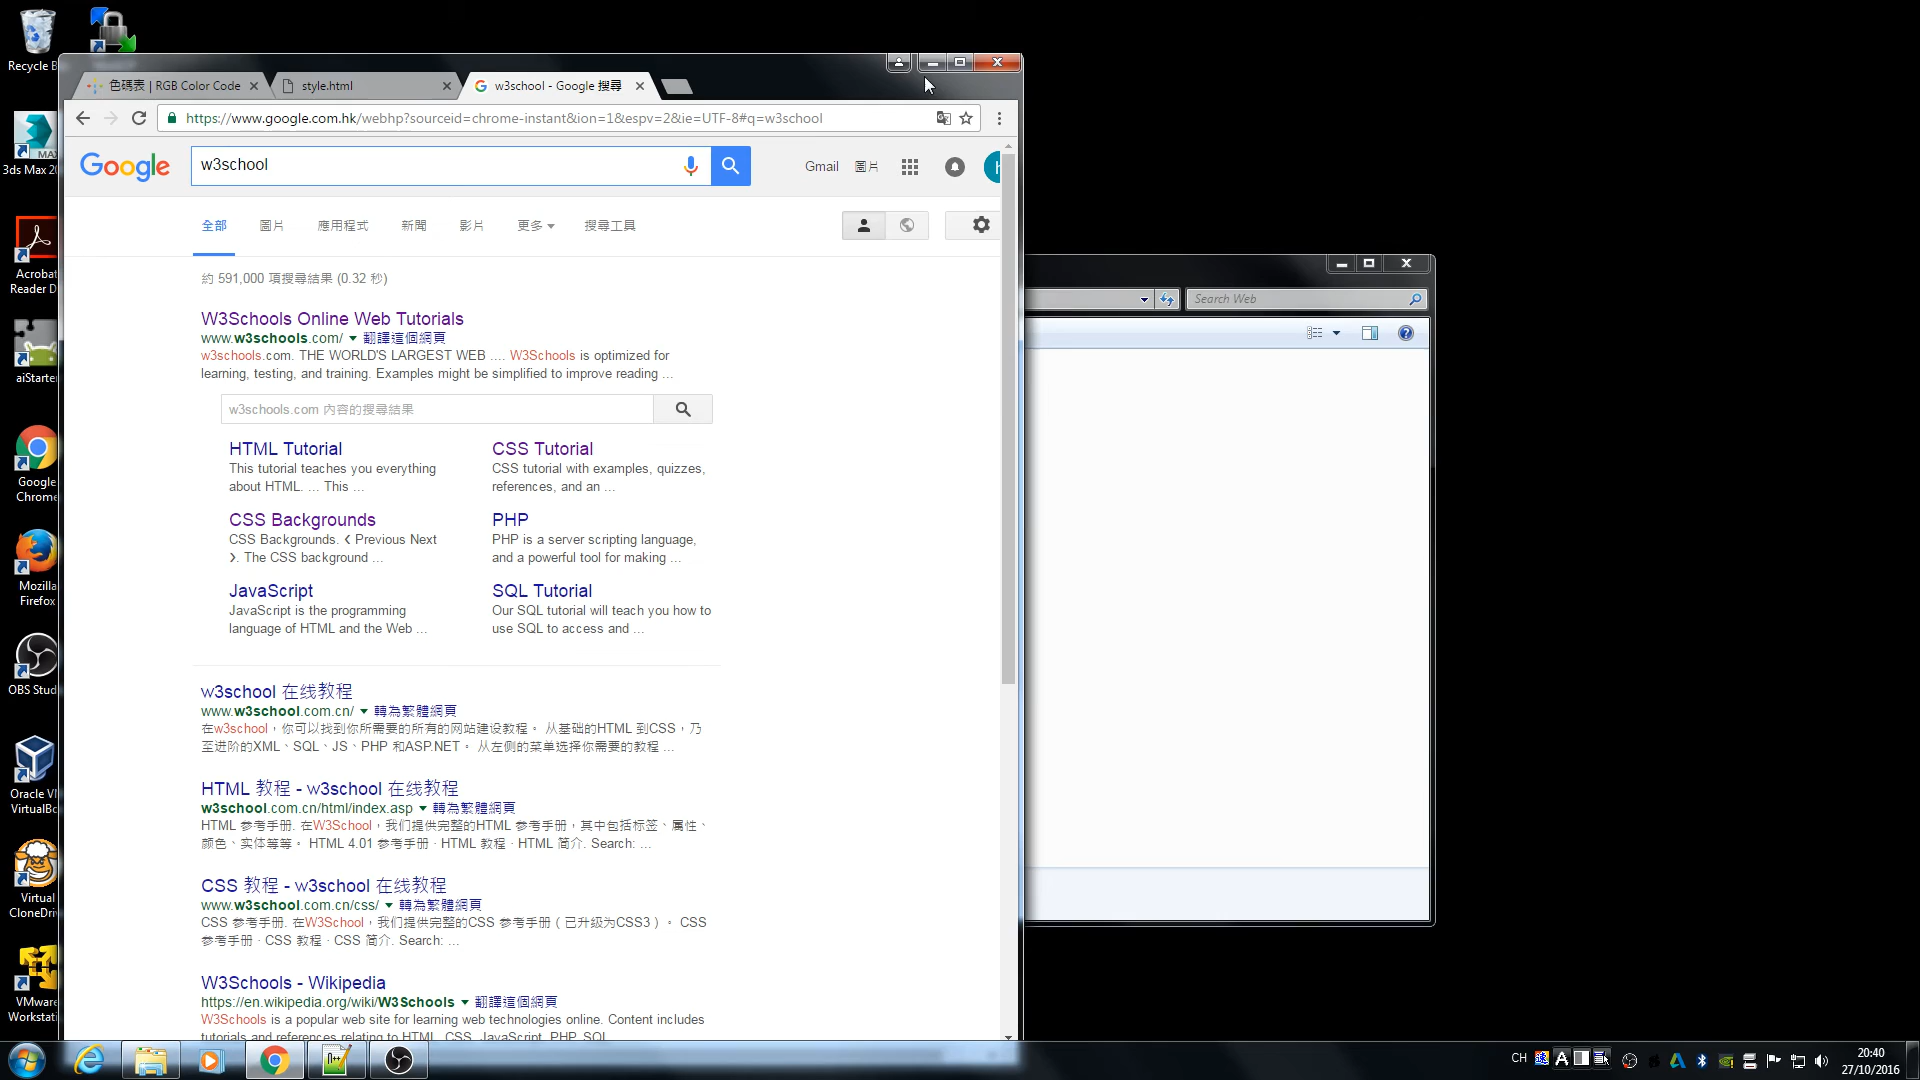 Recycle B
色碼表 | RGB Color Code
style.html
w3school - Google 搜尋
https://www.google.com.hk/webhp?sourceid=chrome-instant&ion=1&espv=2&ie=UTF-8#q=w3school
Google
w3school
Gmail
圖片
全部
圖片
應用程式
新聞
影片
更多
搜尋工具
約 591,000 項搜尋結果 (0.32 秒)
W3Schools Online Web Tutorials
www.w3schools.com/ 翻譯這個網頁
w3schools.com. THE WORLD'S LARGEST WEB .... W3Schools is optimized for
learning, testing, and training. Examples might be simplified to improve reading ...
w3schools.com 內容的搜尋結果
HTML Tutorial
This tutorial teaches you everything
about HTML. ... This ...
CSS Tutorial
CSS tutorial with examples, quizzes,
references, and an ...
CSS Backgrounds
CSS Backgrounds. ❮ Previous Next
❯. The CSS background ...
PHP
PHP is a server scripting language,
and a powerful tool for making ...
JavaScript
JavaScript is the programming
language of HTML and the Web ...
SQL Tutorial
Our SQL tutorial will teach you how to
use SQL to access and ...
w3school 在线教程
www.w3school.com.cn/ 轉為繁體網頁
在w3school，你可以找到你所需要的所有的网站建设教程。 从基础的HTML 到CSS，乃
至进阶的XML、SQL、JS、PHP 和ASP.NET。 从左侧的菜单选择你需要的教程 ...
HTML 教程 - w3school 在线教程
w3school.com.cn/html/index.asp 轉為繁體網頁
HTML 参考手册. 在W3School，我们提供完整的HTML 参考手册，其中包括标签、属性、
颜色、实体等等。 HTML 4.01 参考手册 · HTML 教程 · HTML 简介. Search: ...
CSS 教程 - w3school 在线教程
www.w3school.com.cn/css/ 轉為繁體網頁
CSS 参考手册. 在W3School，我们提供完整的CSS 参考手册（已升级为CSS3）。 CSS
参考手册 · CSS 教程 · CSS 简介. Search: ...
W3Schools - Wikipedia
https://en.wikipedia.org/wiki/W3Schools 翻譯這個網頁
W3Schools is a popular web site for learning web technologies online. Content includes
tutorials and references relating to HTML, CSS, JavaScript, PHP, SQL
Search Web
MAX
3ds Max 20
Acrobat
Reader D
aiStarter
Google
Chrome
Mozilla
Firefox
OBS Stud
Oracle VM
VirtualBo
Virtual
CloneDriv
VMware
Workstati
CH
A
20:40
27/10/2016